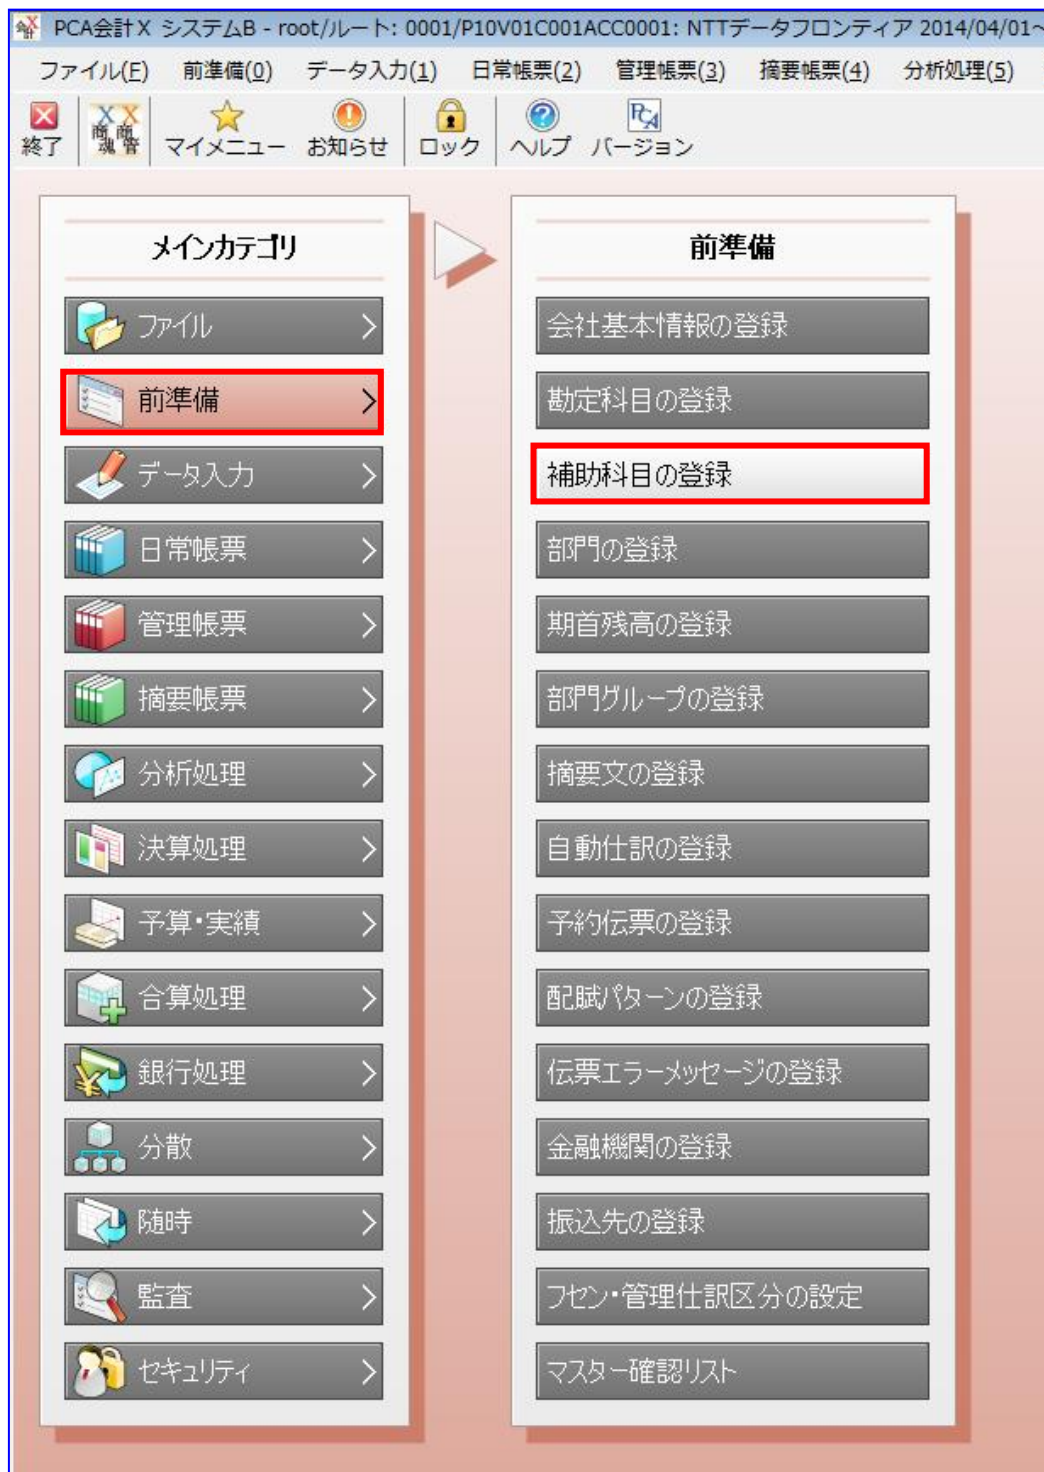 PCA会計X システムB - root/ルート: 0001/P10V01C001ACC0001: NTTデータフロンティア 2014/04/01～
ファイル(F) 前準備(0) データ入力(1) 日常帳票(2) 管理帳票(3) 摘要帳票(4) 分析処理(5)
終了 商魂 商管 マイメニュー お知らせ ロック ヘルプ バージョン
メインカテゴリ
ファイル
前準備
データ入力
日常帳票
管理帳票
摘要帳票
分析処理
決算処理
予算・実績
合算処理
銀行処理
分散
随時
監査
セキュリティ
前準備
会社基本情報の登録
勘定科目の登録
補助科目の登録
部門の登録
期首残高の登録
部門グループの登録
摘要文の登録
自動仕訳の登録
予約伝票の登録
配賦パターンの登録
伝票エラーメッセージの登録
金融機関の登録
振込先の登録
フセン・管理仕訳区分の設定
マスター確認リスト